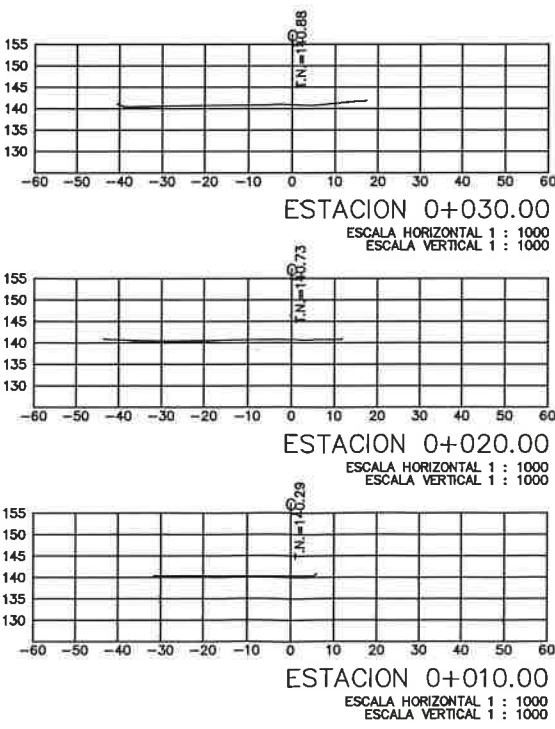 T.N.=140.88
155
150
145
140
135
130
-60 -50 -40 -30 -20 -10 0 10 20 30 40 50 60
ESTACION 0+030.00
ESCALA HORIZONTAL 1 : 1000
ESCALA VERTICAL 1 : 1000
T.N.=140.73
155
150
145
140
135
130
-60 -50 -40 -30 -20 -10 0 10 20 30 40 50 60
ESTACION 0+020.00
ESCALA HORIZONTAL 1 : 1000
ESCALA VERTICAL 1 : 1000
T.N.=140.29
155
150
145
140
135
130
-60 -50 -40 -30 -20 -10 0 10 20 30 40 50 60
ESTACION 0+010.00
ESCALA HORIZONTAL 1 : 1000
ESCALA VERTICAL 1 : 1000